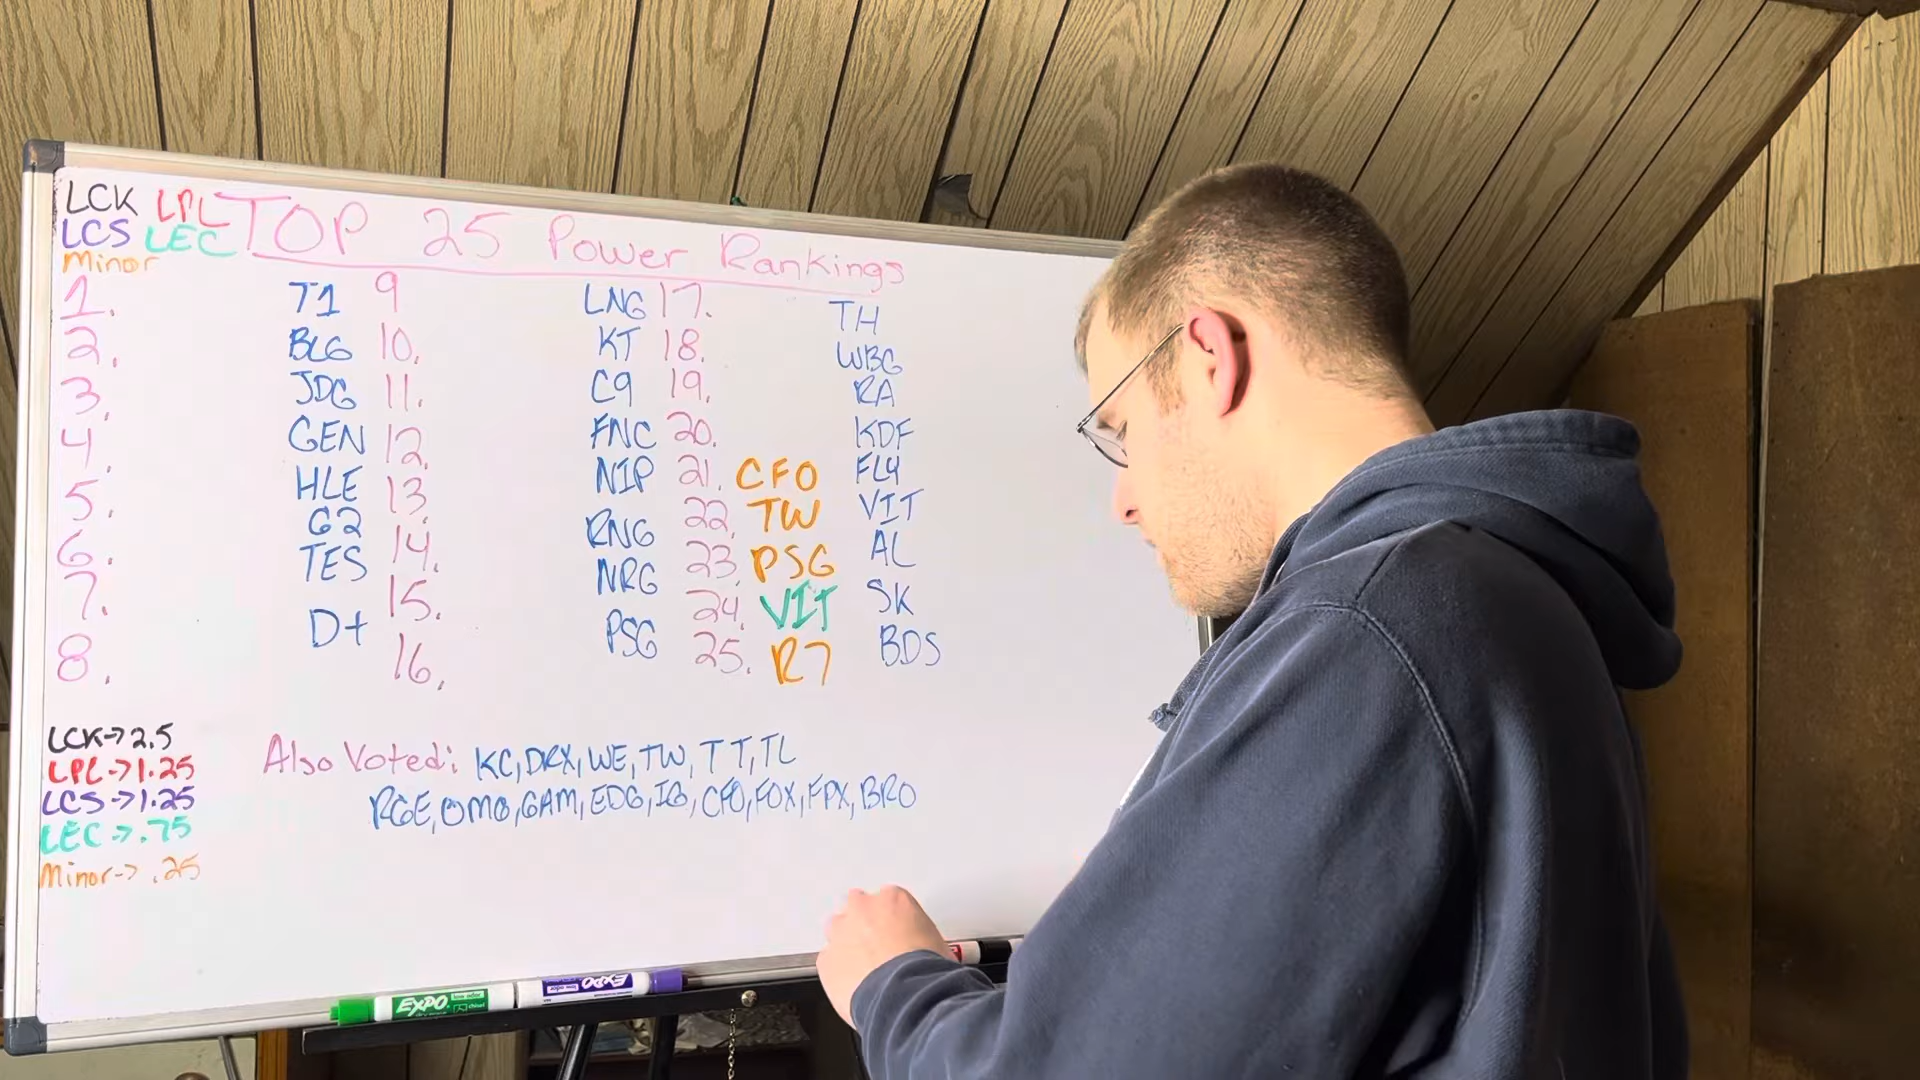 LCK LPL
LCS LEC
Minor
TOP 25 Power Rankings
1. T1
2. BLG
3. JDG
4. GEN
5. HLE
6. G2
7. TES
8. D+
9 LNG
10. KT
11. C9
12. FNC
13. NIP
14. RNG
15. NRG
16. PSG
17. TH
18. WBG
19. RA
20. KDF
21. CFO FLY
22. TW VIT
23. PSG AL
24. VIT SK
25. R7 BDS
LCK->2.5
LPL->1.25
LCS->1.25
LEC->.75
Minor->.25
Also Voted: KC, DRX, WE, TW, TT, TL
RGE, OMG, GAM, EDG, IG, CFO, FOX, FPX, BRO
EXPO low odor
EXPO low odor